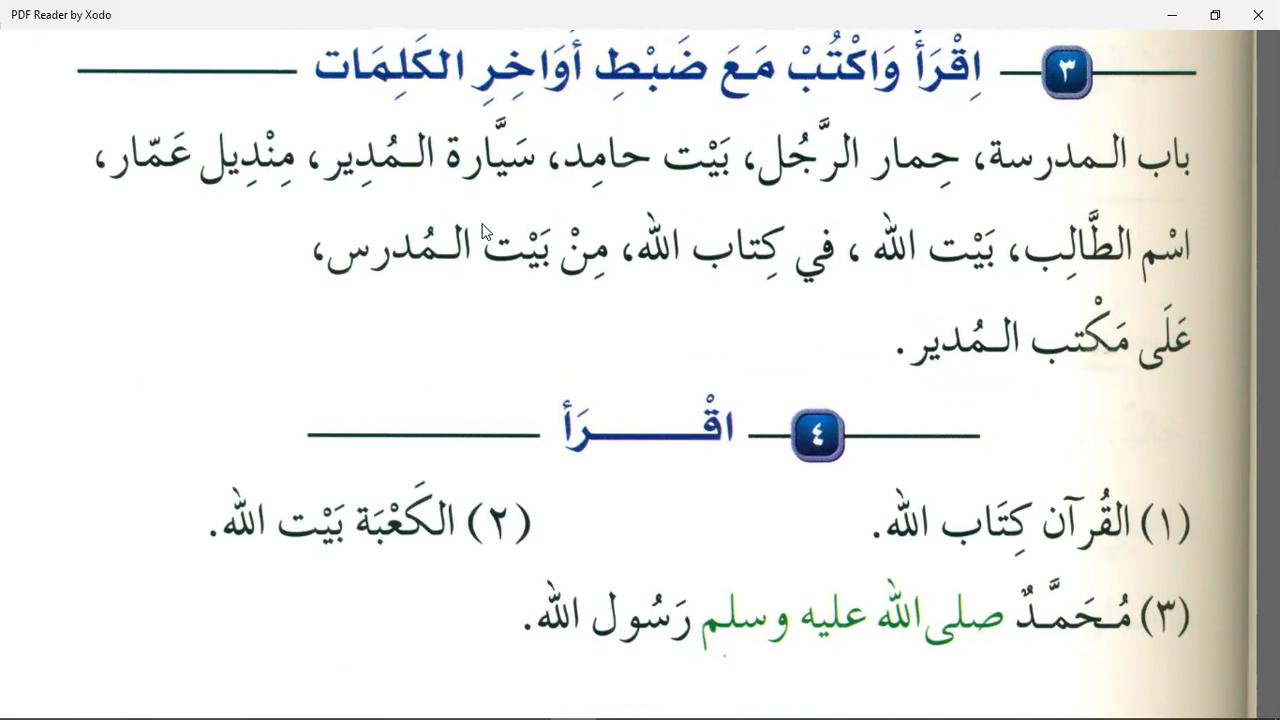 PDF Reader by Xodo
٣ اِقْرَأْ وَاكْتُبْ مَعَ ضَبْطِ أَوَاخِرِ الكَلِمَات
باب المدرسة، حِمار الرَّجُل، بَيْت حامِد، سَيَّارة المُدِير، مِنْدِيل عَمّار،
اسْم الطَّالِب، بَيْت الله ، في كِتاب الله، مِنْ بَيْت المُدرس،
عَلَى مَكْتب المُدير.
٤ اقْرَأ
(١) القُرآن كِتَاب الله. (٢) الكَعْبَة بَيْت الله.
(٣) مُحَمَّدٌ صلى الله عليه وسلم رَسُول الله.